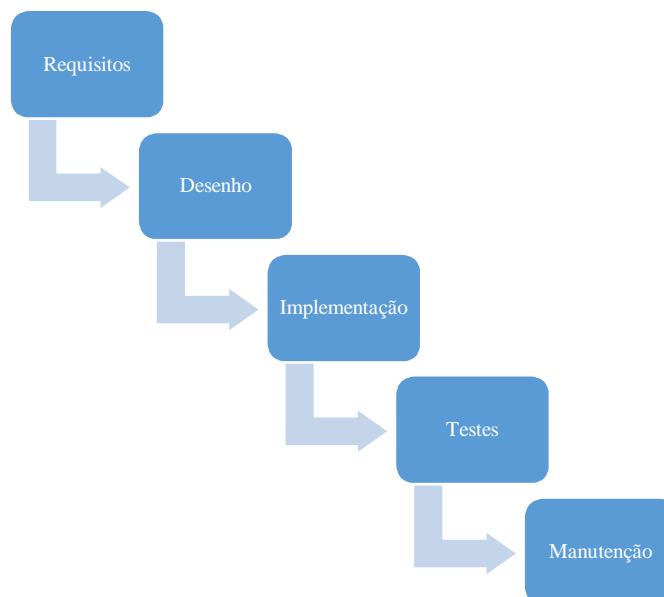 Requisitos
Desenho
Implementação
Testes
Manutenção